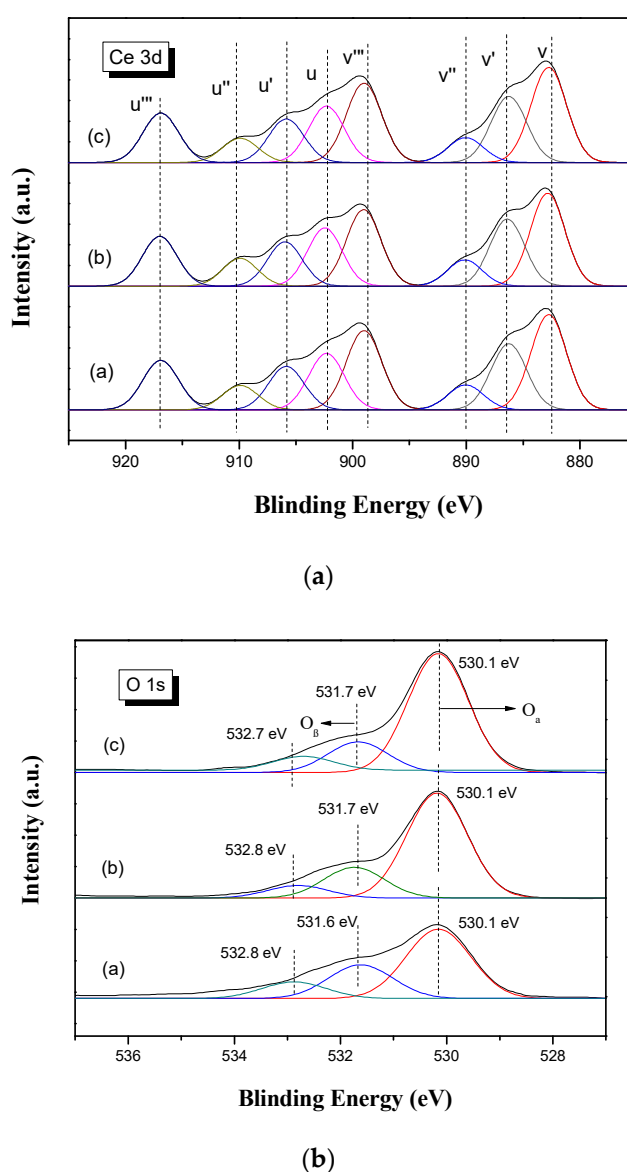 Ce 3d
u''' u'' u' u v''' v'' v' v
(c)
(b)
(a)
Intensity (a.u.)
920 910 900 890 880
Blinding Energy (eV)
(a)
O 1s
532.7 eV 531.7 eV 530.1 eV
Oβ Oa
(c)
532.8 eV 531.7 eV 530.1 eV
(b)
532.8 eV 531.6 eV 530.1 eV
(a)
Intensity (a.u.)
536 534 532 530 528
Blinding Energy (eV)
(b)